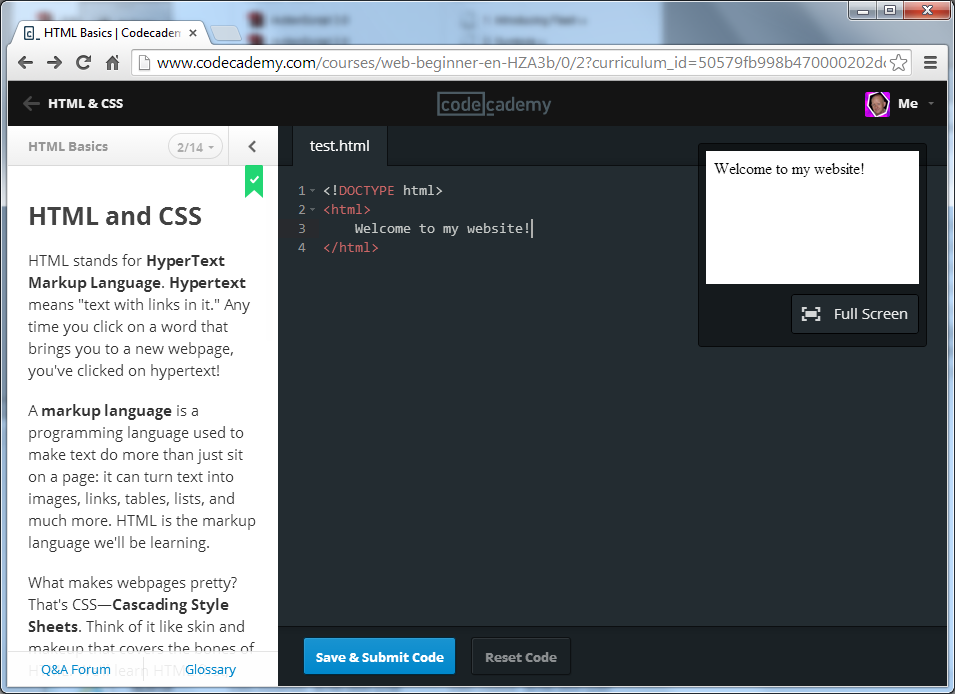 HTML Basics | Codecaden
www.codecademy.com/courses/web-beginner-en-HZA3b/0/2?curriculum_id=50579fb998b470000202d
HTML & CSS
codecademy
Me
HTML Basics
2/14
test.html
HTML and CSS
HTML stands for HyperText
Markup Language. Hypertext
means "text with links in it." Any
time you click on a word that
brings you to a new webpage,
you've clicked on hypertext!
A markup language is a
programming language used to
make text do more than just sit
on a page: it can turn text into
images, links, tables, lists, and
much more. HTML is the markup
language we'll be learning.
What makes webpages pretty?
That's CSS—Cascading Style
Sheets. Think of it like skin and
makeup that covers the bones of
Q&A Forum
Glossary
1 <!DOCTYPE html>
2 <html>
3 Welcome to my website!
4 </html>
Welcome to my website!
Full Screen
Save & Submit Code
Reset Code